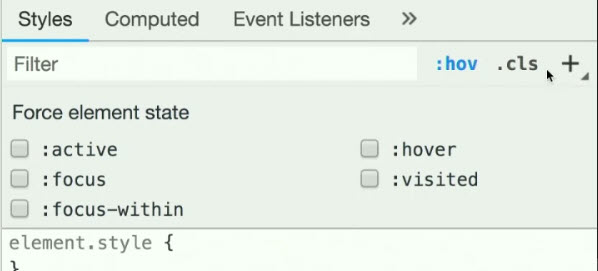 Styles Computed Event Listeners »
Filter :hov .cls +
Force element state
:active :hover
:focus :visited
:focus-within
element.style {
}